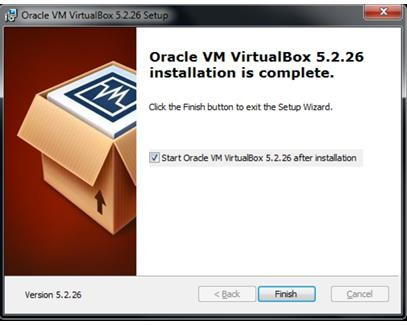 Oracle VM VirtualBox 5.2.26 Setup
Oracle VM VirtualBox 5.2.26
installation is complete.
Click the Finish button to exit the Setup Wizard.
Start Oracle VM VirtualBox 5.2.26 after installation
Version 5.2.26
< Back
Finish
Cancel